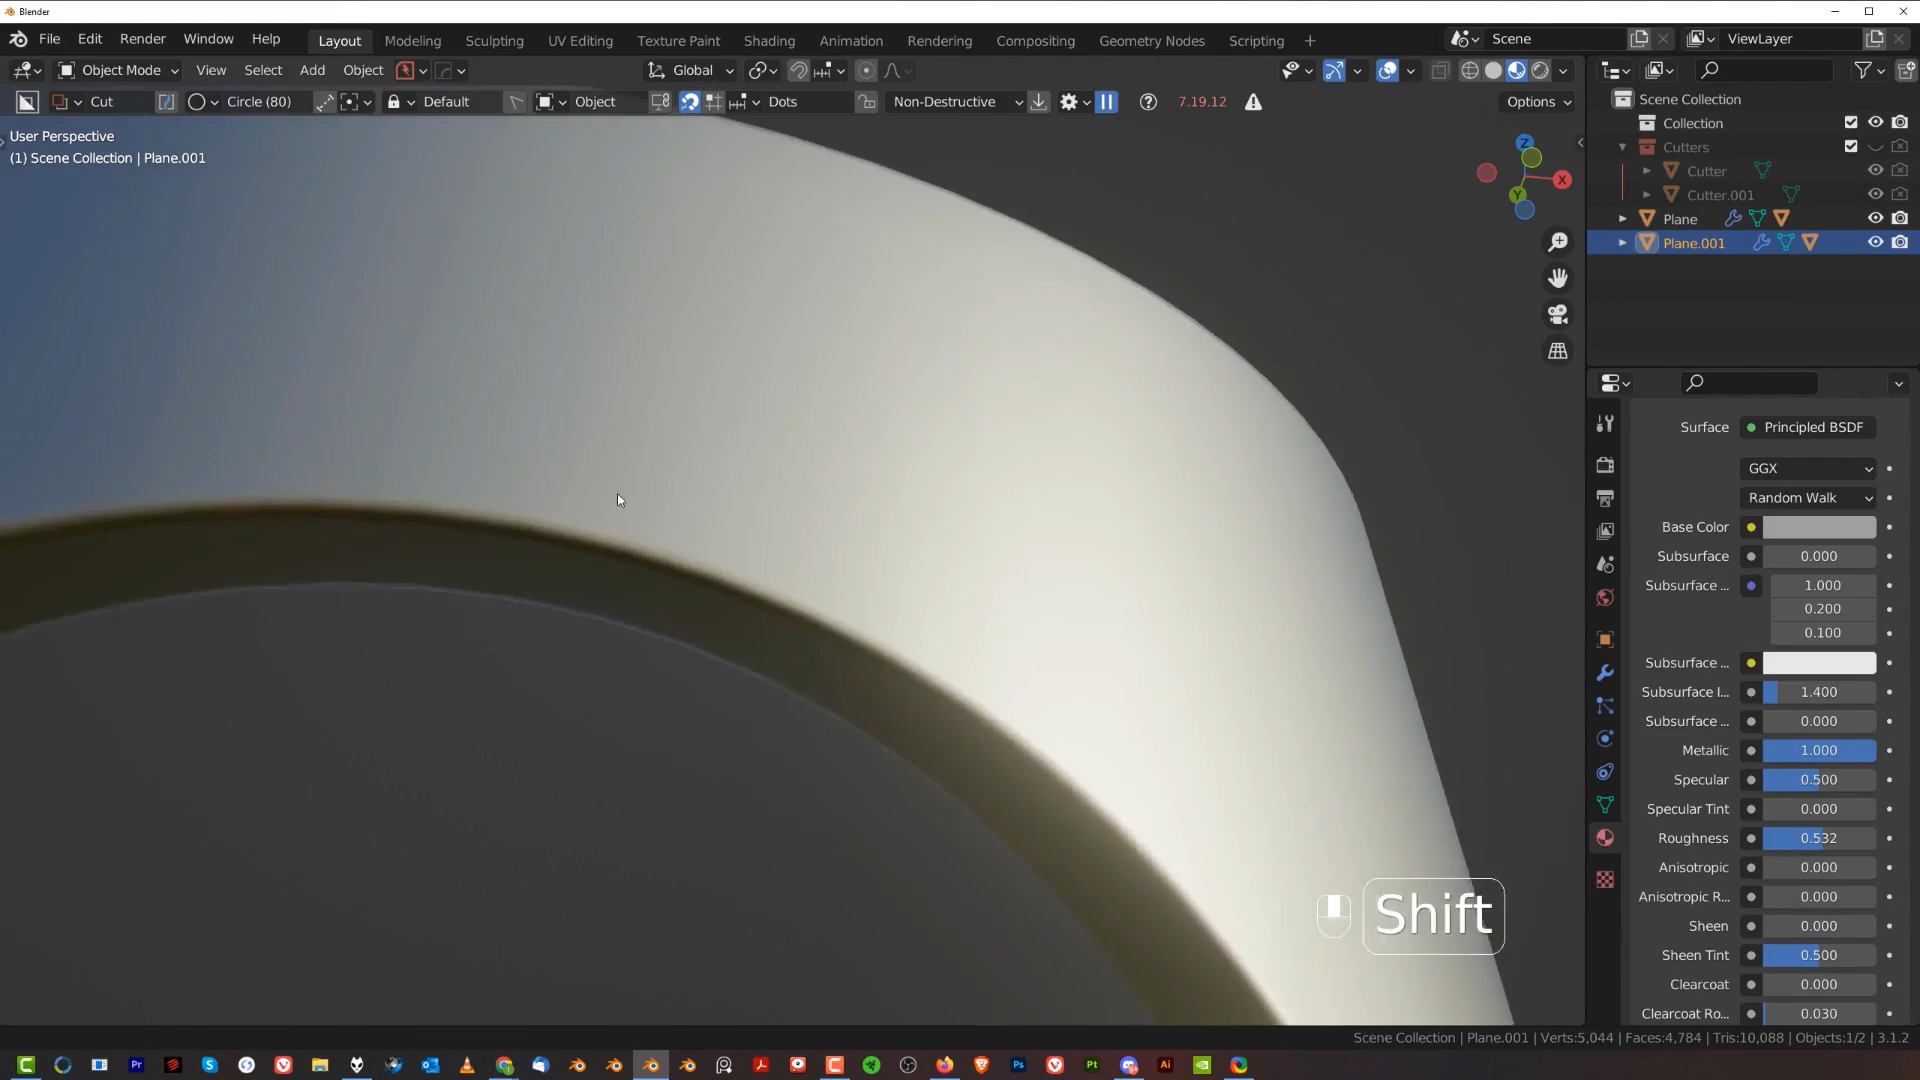 Blender
File Edit Render Window Help Layout Modeling Sculpting UV Editing Texture Paint Shading Animation Rendering Compositing Geometry Nodes Scripting + Scene ViewLayer
Object Mode View Select Add Object Global
Cut Circle (80) Default Object Dots Non-Destructive 7.19.12 Options
User Perspective
(1) Scene Collection | Plane.001
Z
X
Y
Scene Collection
Collection
Cutters
Cutter
Cutter.001
Plane
Plane.001
Surface Principled BSDF
GGX
Random Walk
Base Color
Subsurface 0.000
Subsurface ... 1.000
0.200
0.100
Subsurface ...
Subsurface I... 1.400
Subsurface ... 0.000
Metallic 1.000
Specular 0.500
Specular Tint 0.000
Roughness 0.532
Anisotropic 0.000
Anisotropic R... 0.000
Sheen 0.000
Sheen Tint 0.500
Clearcoat 0.000
Clearcoat Ro... 0.030
Shift
Scene Collection | Plane.001 | Verts:5,044 | Faces:4,784 | Tris:10,088 | Objects:1/2 | 3.1.2
Pr S Ps Pt Ai